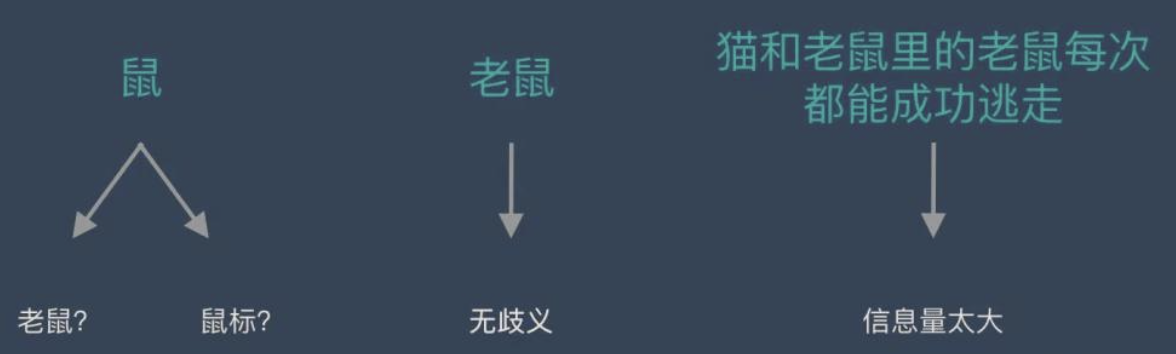 鼠
老鼠
猫和老鼠里的老鼠每次
都能成功逃走
老鼠?
鼠标?
无歧义
信息量太大